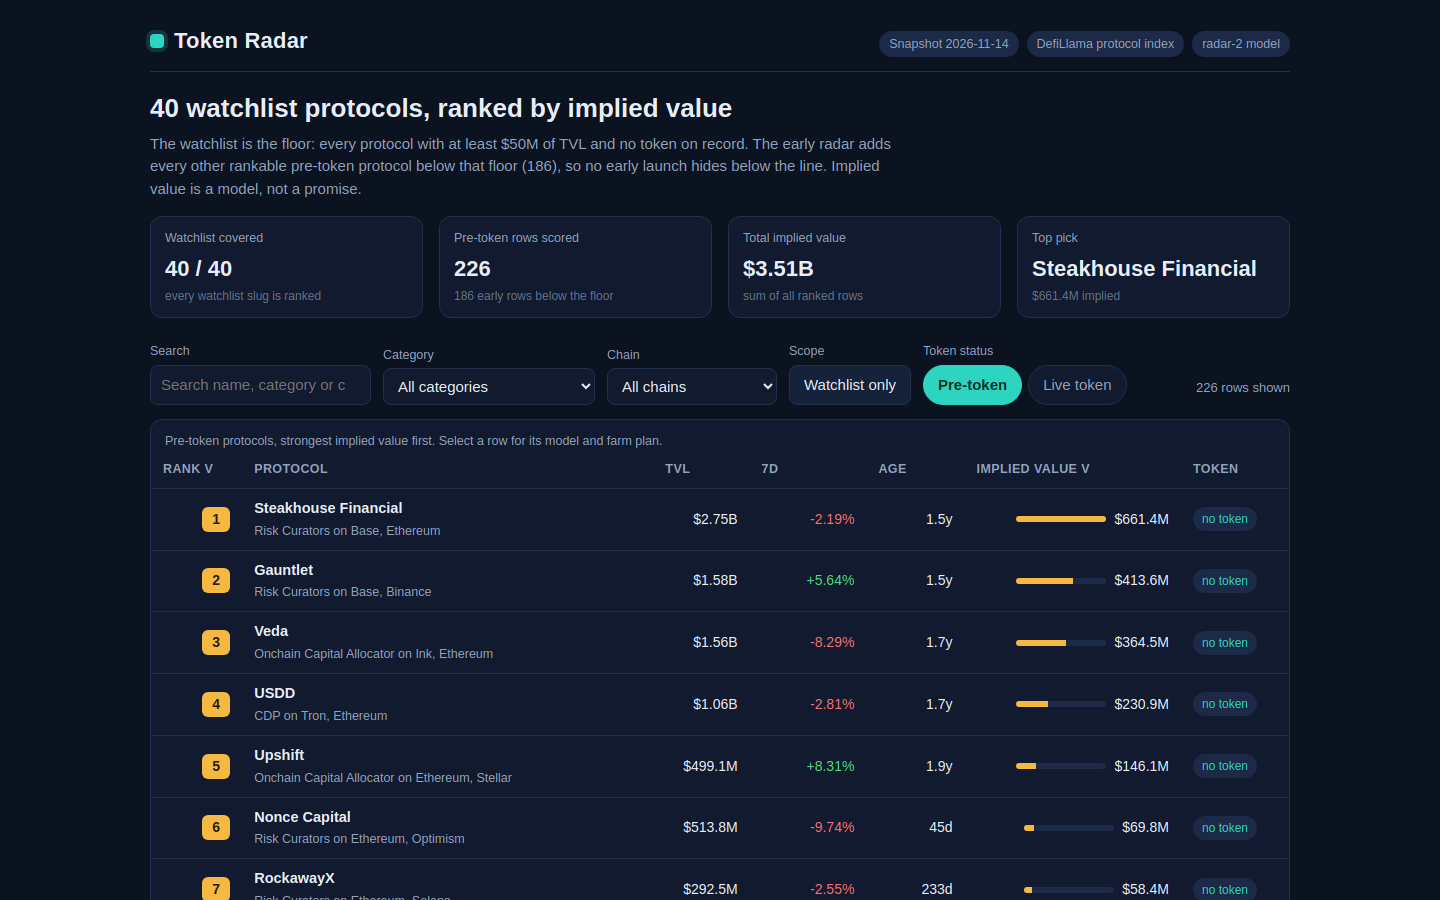 Token Radar
Snapshot 2026-11-14
DefiLlama protocol index
radar-2 model
40 watchlist protocols, ranked by implied value
The watchlist is the floor: every protocol with at least $50M of TVL and no token on record. The early radar adds
every other rankable pre-token protocol below that floor (186), so no early launch hides below the line. Implied
value is a model, not a promise.
Watchlist covered
40 / 40
every watchlist slug is ranked
Pre-token rows scored
226
186 early rows below the floor
Total implied value
$3.51B
sum of all ranked rows
Top pick
Steakhouse Financial
$661.4M implied
Search
Search name, category or c
Category
All categories
Chain
All chains
Scope
Watchlist only
Token status
Pre-token
Live token
226 rows shown
Pre-token protocols, strongest implied value first. Select a row for its model and farm plan.
RANK V PROTOCOL TVL 7D AGE IMPLIED VALUE V TOKEN
1 Steakhouse Financial $2.75B -2.19% 1.5y $661.4M no token
Risk Curators on Base, Ethereum
2 Gauntlet $1.58B +5.64% 1.5y $413.6M no token
Risk Curators on Base, Binance
3 Veda $1.56B -8.29% 1.7y $364.5M no token
Onchain Capital Allocator on Ink, Ethereum
4 USDD $1.06B -2.81% 1.7y $230.9M no token
CDP on Tron, Ethereum
5 Upshift $499.1M +8.31% 1.9y $146.1M no token
Onchain Capital Allocator on Ethereum, Stellar
6 Nonce Capital $513.8M -9.74% 45d $69.8M no token
Risk Curators on Ethereum, Optimism
7 RockawayX $292.5M -2.55% 233d $58.4M no token
Risk Curators on Ethereum, Solana